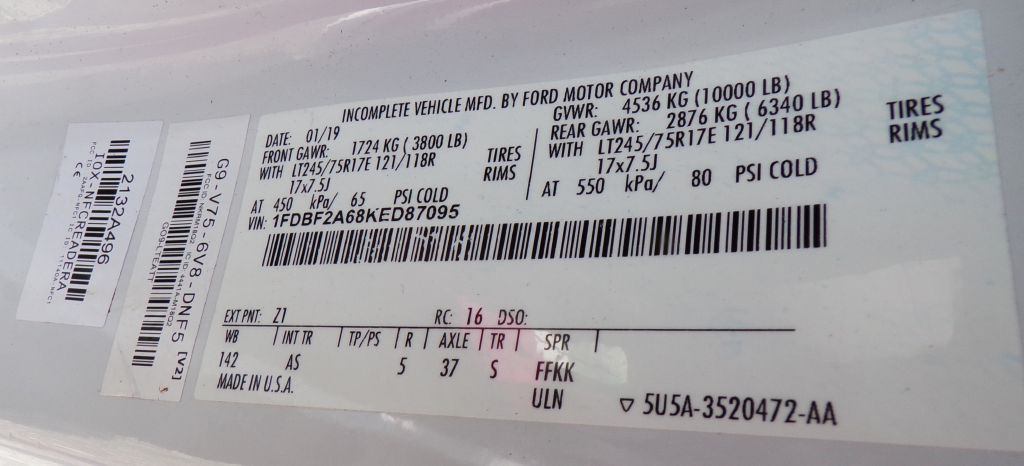 INCOMPLETE VEHICLE MFD. BY FORD MOTOR COMPANY
DATE: 01/19
GVWR: 4536 KG (10000 LB)
FRONT GAWR: 1724 KG ( 3800 LB)
REAR GAWR: 2876 KG ( 6340 LB)
WITH LT245/75R17E 121/118R TIRES
WITH LT245/75R17E 121/118R TIRES
17x7.5J RIMS
17x7.5J RIMS
AT 450 kPa/ 65 PSI COLD
AT 550 kPa/ 80 PSI COLD
VIN: 1FDBF2A68KED87095
EXT PNT: Z1 RC: 16 DSO:
WB INT TR TP/PS R AXLE TR SPR
142 AS 5 37 S FFKK
MADE IN U.S.A. ULN
5U5A-3520472-AA
G9-V75-6V8-DNF5 [V2]
GO9LTEATT
2132A496
IOX-NFCREADERA